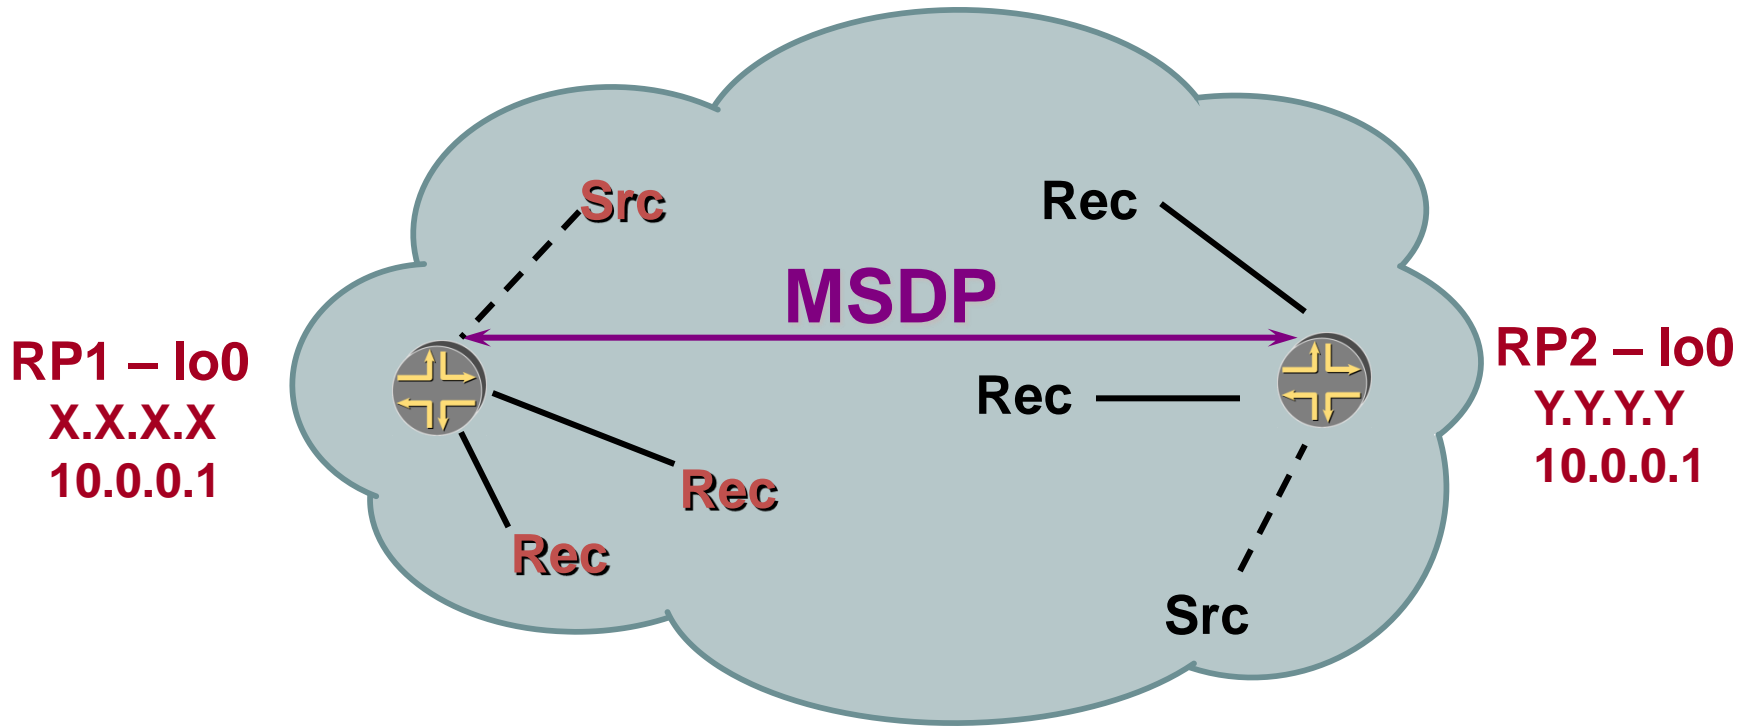 Src
Rec
MSDP
RP1 – lo0
X.X.X.X
10.0.0.1
RP2 – lo0
Y.Y.Y.Y
10.0.0.1
Rec
Rec
Rec
Src